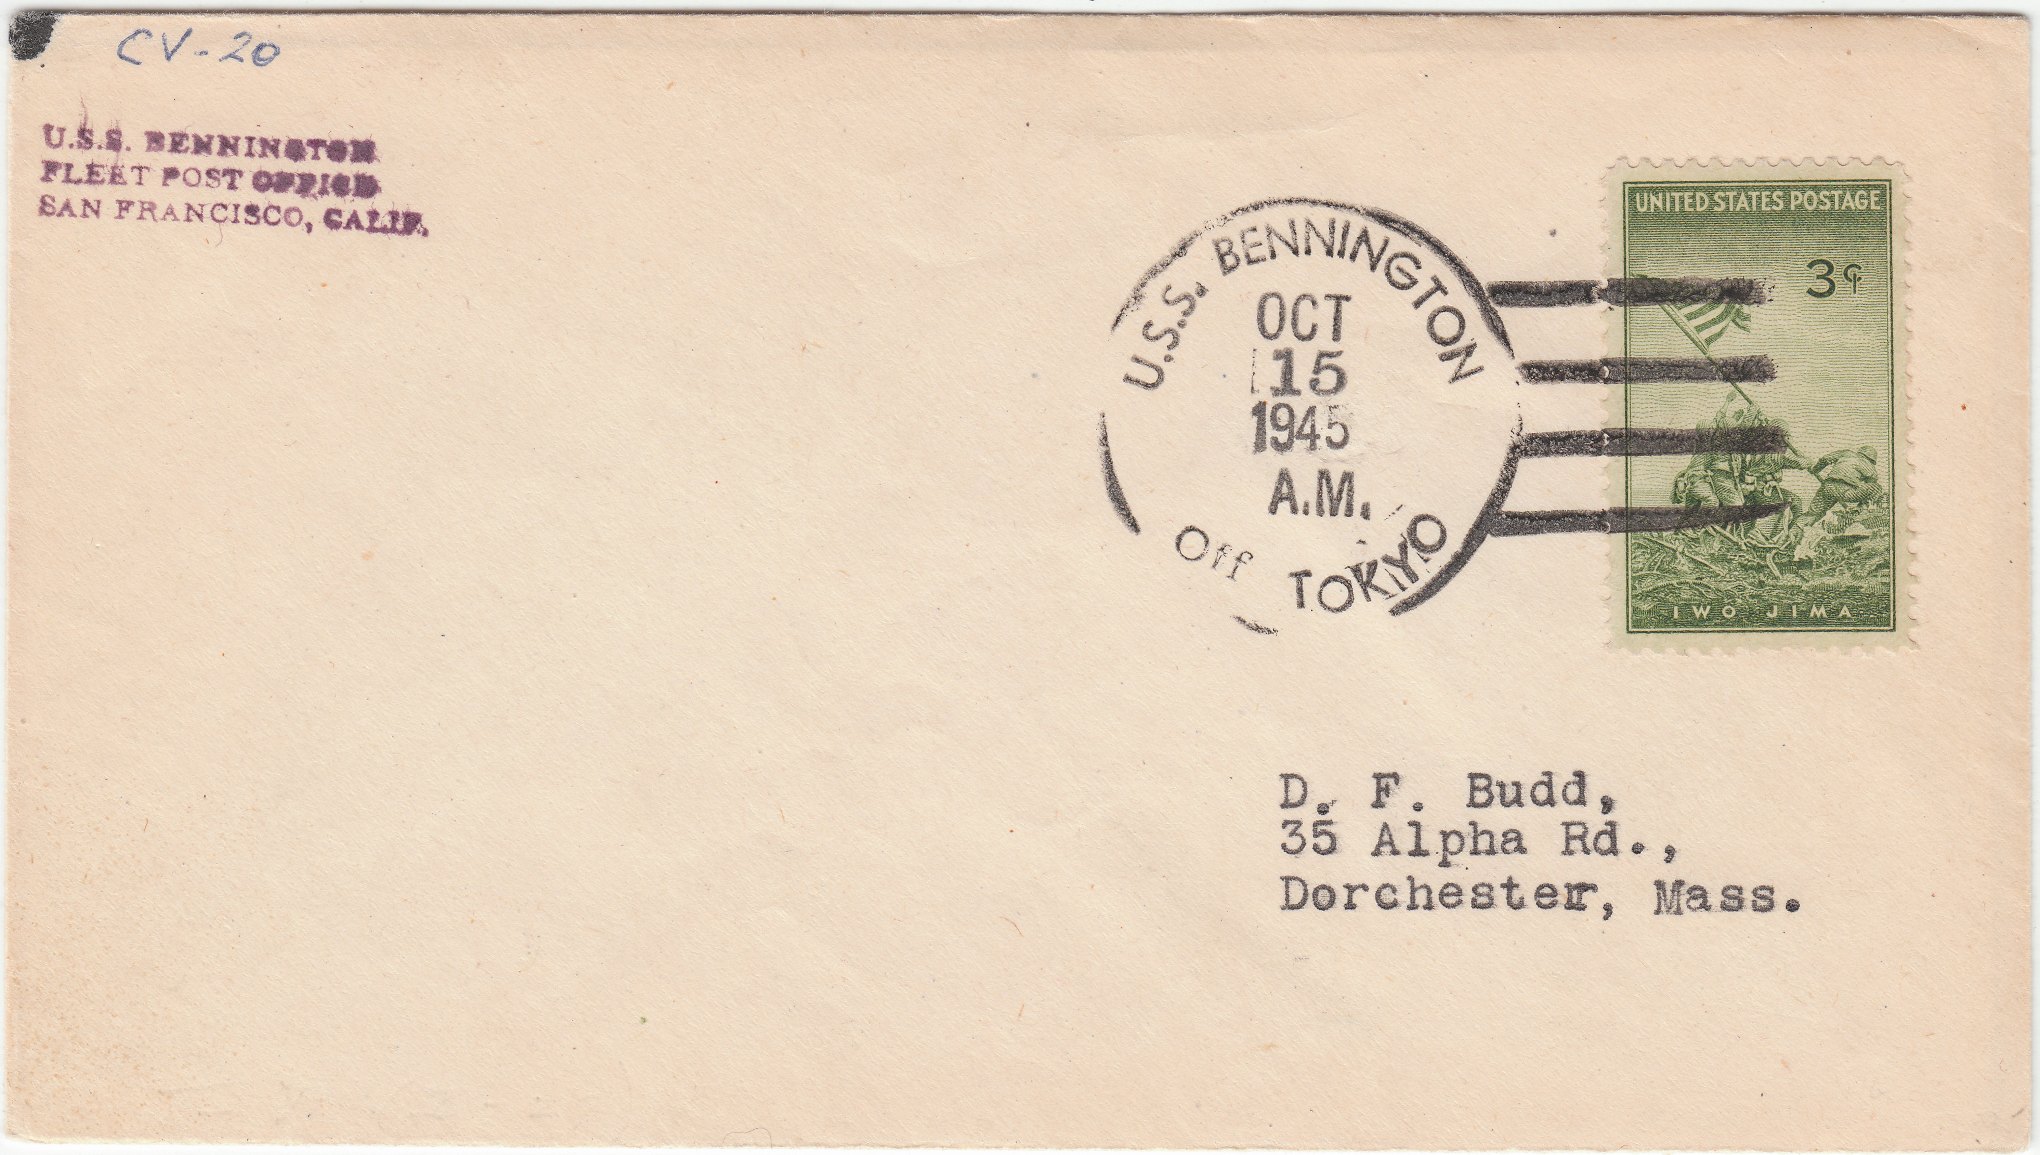 CV-20
U.S.S. BENNINGTON
FLEET POST OFFICE
SAN FRANCISCO, CALIF.
U.S.S. BENNINGTON
OCT
15
1945
A.M.
Off TOKYO
UNITED STATES POSTAGE
3¢
IWO JIMA
D. F. Budd,
35 Alpha Rd.,
Dorchester, Mass.